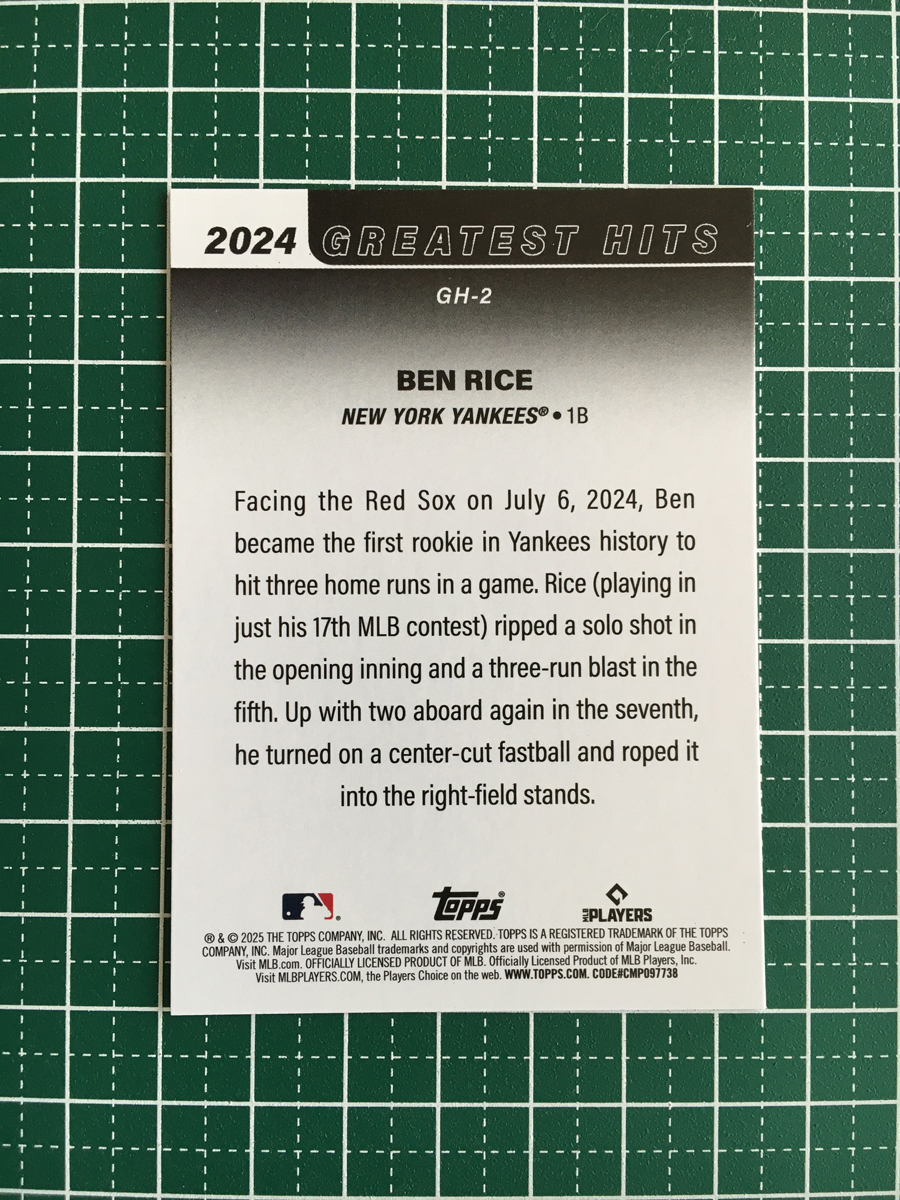 2024 GREATEST HITS
GH-2
BEN RICE
NEW YORK YANKEES® • 1B
Facing the Red Sox on July 6, 2024, Ben
became the first rookie in Yankees history to
hit three home runs in a game. Rice (playing in
just his 17th MLB contest) ripped a solo shot in
the opening inning and a three-run blast in the
fifth. Up with two aboard again in the seventh,
he turned on a center-cut fastball and roped it
into the right-field stands.
® Topps® MLB PLAYERS
® & © 2025 THE TOPPS COMPANY, INC. ALL RIGHTS RESERVED. TOPPS IS A REGISTERED TRADEMARK OF THE TOPPS
COMPANY, INC. Major League Baseball trademarks and copyrights are used with permission of Major League Baseball.
Visit MLB.com. OFFICIALLY LICENSED PRODUCT OF MLB. Officially Licensed Product of MLB Players, Inc.
Visit MLBPLAYERS.COM, the Players Choice on the web. WWW.TOPPS.COM. CODE#CMP097738